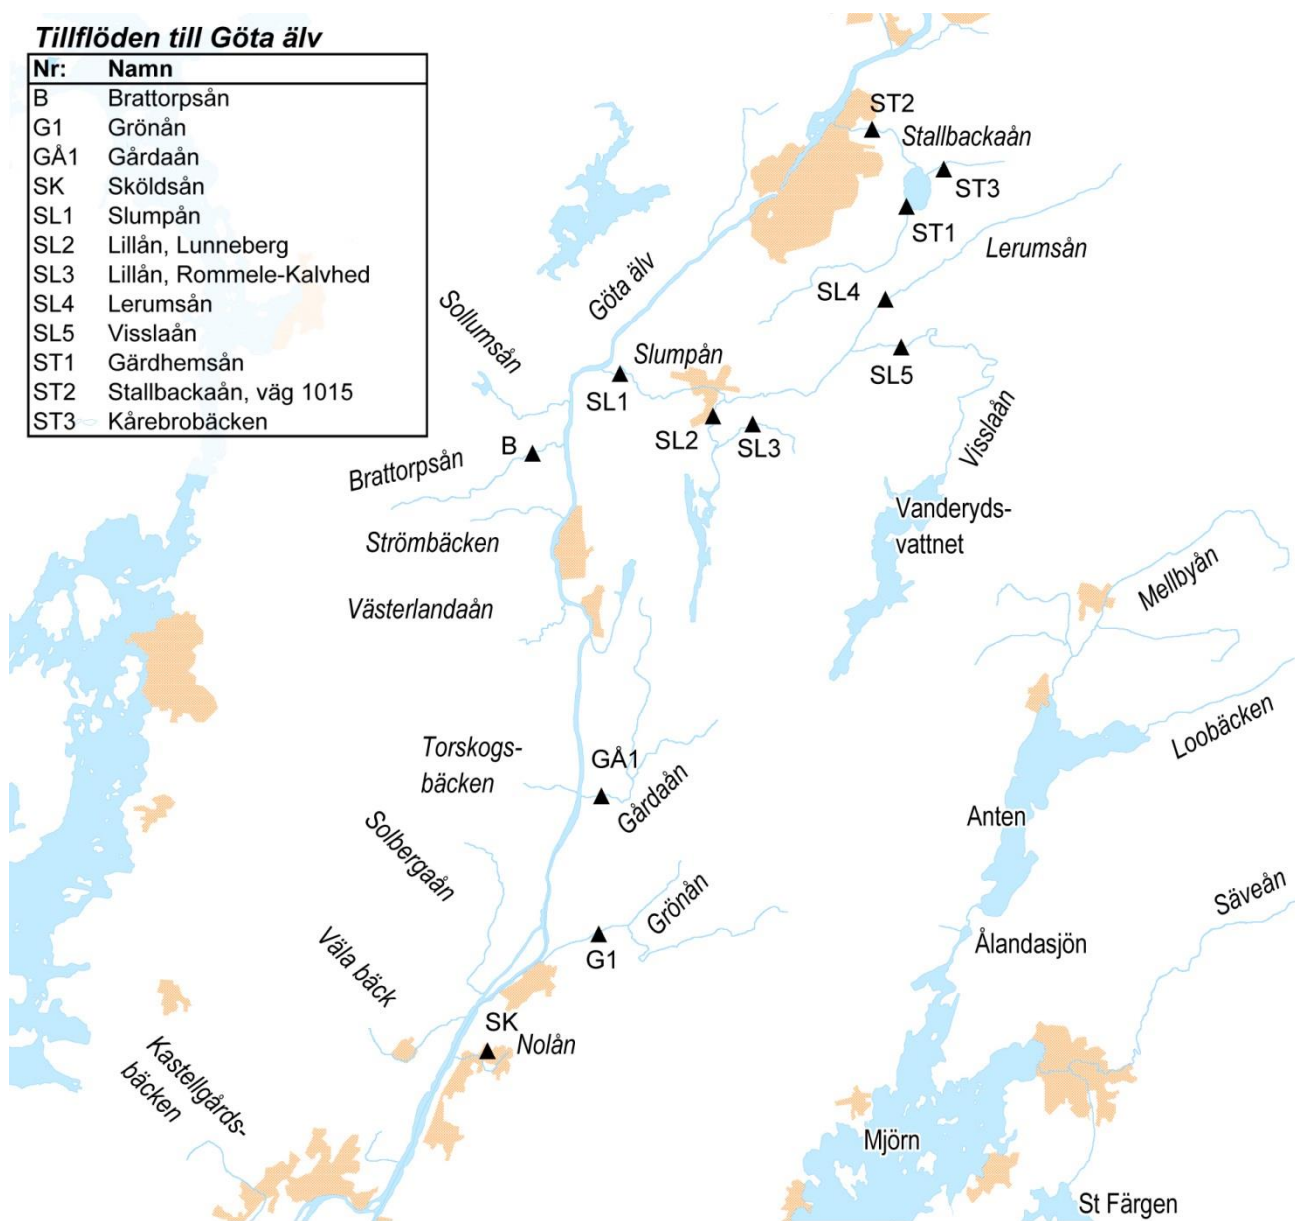 Tillflöden till Göta älv
Nr: Namn
B Brattorpsån
G1 Grönån
GÅ1 Gårdaån
SK Sköldsån
SL1 Slumpån
SL2 Lillån, Lunneberg
SL3 Lillån, Rommele-Kalvhed
SL4 Lerumsån
SL5 Visslaån
ST1 Gärdhemsån
ST2 Stallbackaån, väg 1015
ST3 Kårebrobäcken
ST2
Stallbackaån
ST3
ST1
Lerumsån
SL4
Göta älv
Sollumsån
Slumpån
SL1
SL5
SL2
SL3
Visslaån
B
Brattorpsån
Vanderyds-
vattnet
Strömbäcken
Mellbyån
Västerlandaån
Loobäcken
Torskogs-
bäcken
GÅ1
Gårdaån
Anten
Solbergaån
Säveån
Grönån
G1
Ålandasjön
Väla bäck
SK
Nolån
Kastellgårds-
bäcken
Mjörn
St Färgen